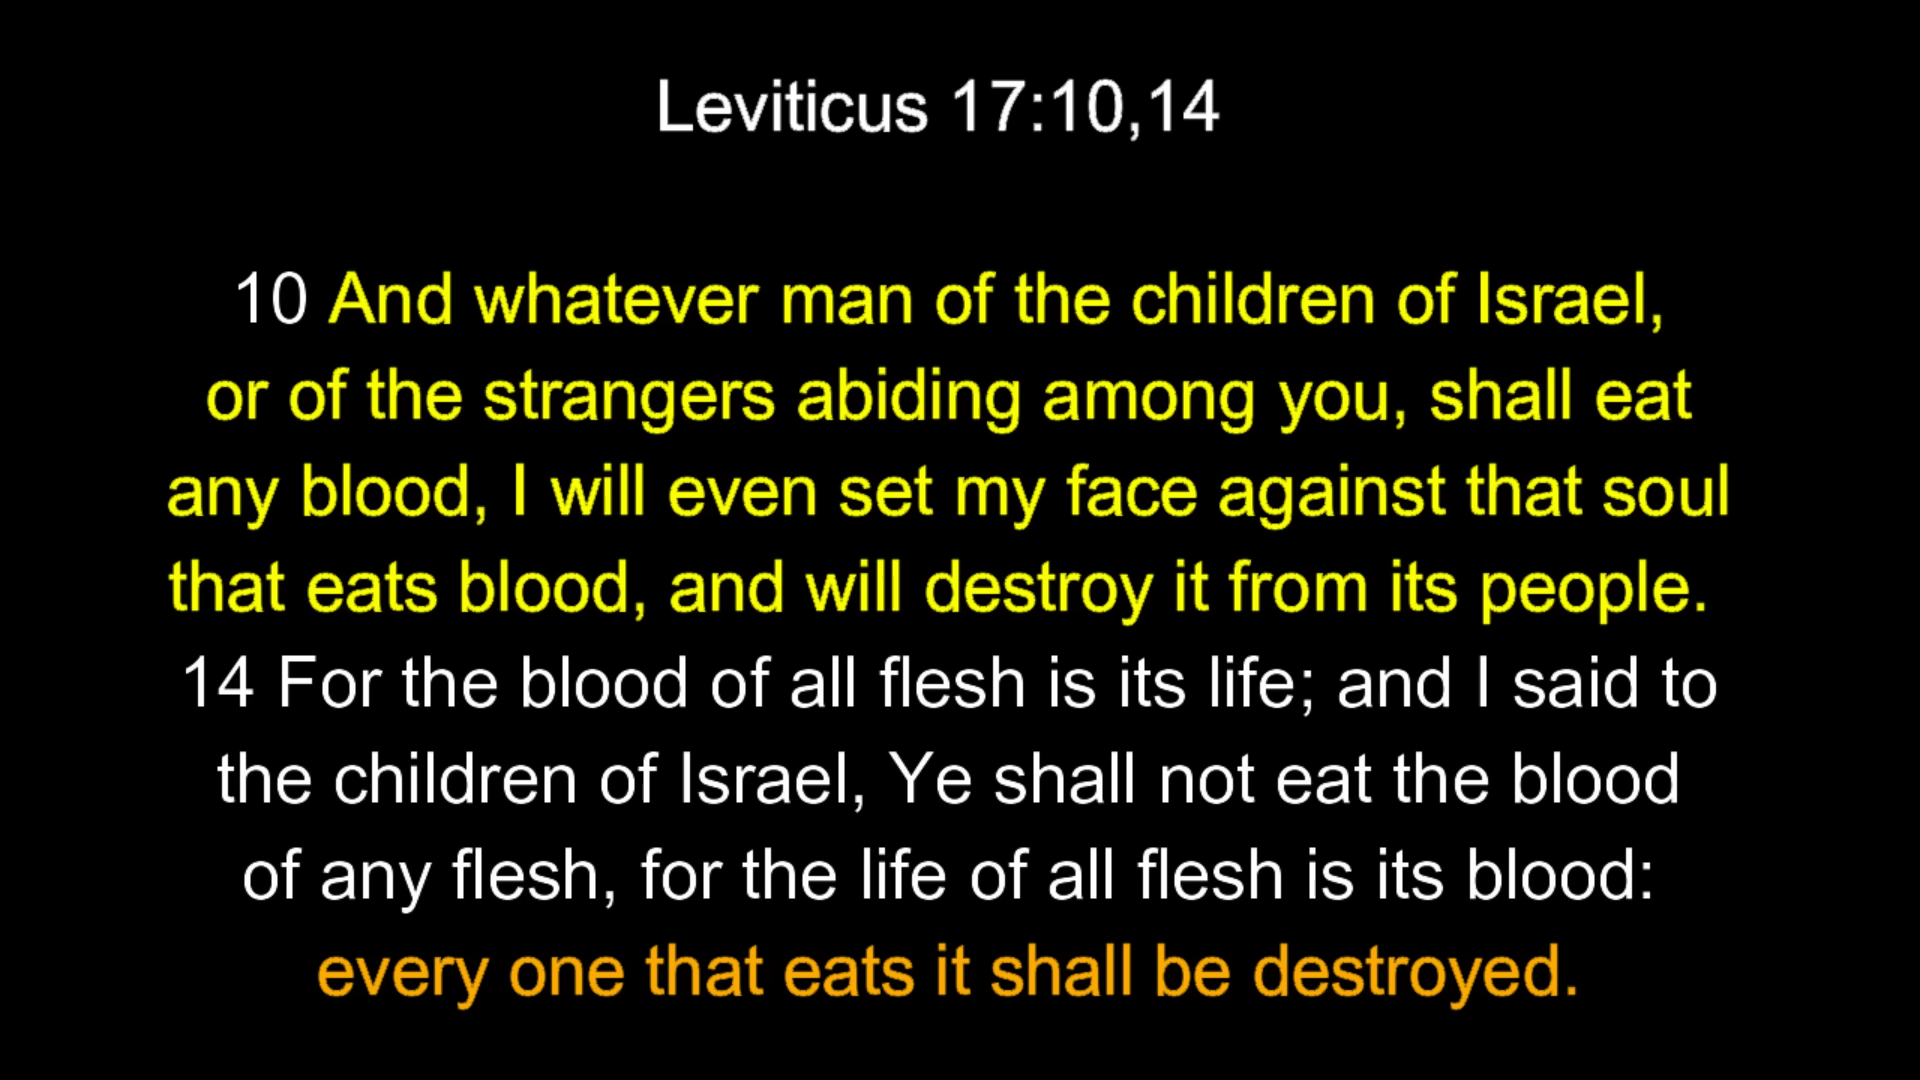 Leviticus 17:10,14
10 And whatever man of the children of Israel,
or of the strangers abiding among you, shall eat
any blood, I will even set my face against that soul
that eats blood, and will destroy it from its people.
14 For the blood of all flesh is its life; and I said to
the children of Israel, Ye shall not eat the blood
of any flesh, for the life of all flesh is its blood:
every one that eats it shall be destroyed.